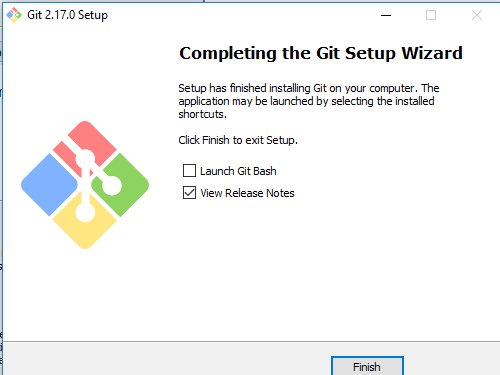 Git 2.17.0 Setup
Completing the Git Setup Wizard
Setup has finished installing Git on your computer. The
application may be launched by selecting the installed
shortcuts.
Click Finish to exit Setup.
Launch Git Bash
View Release Notes
Finish